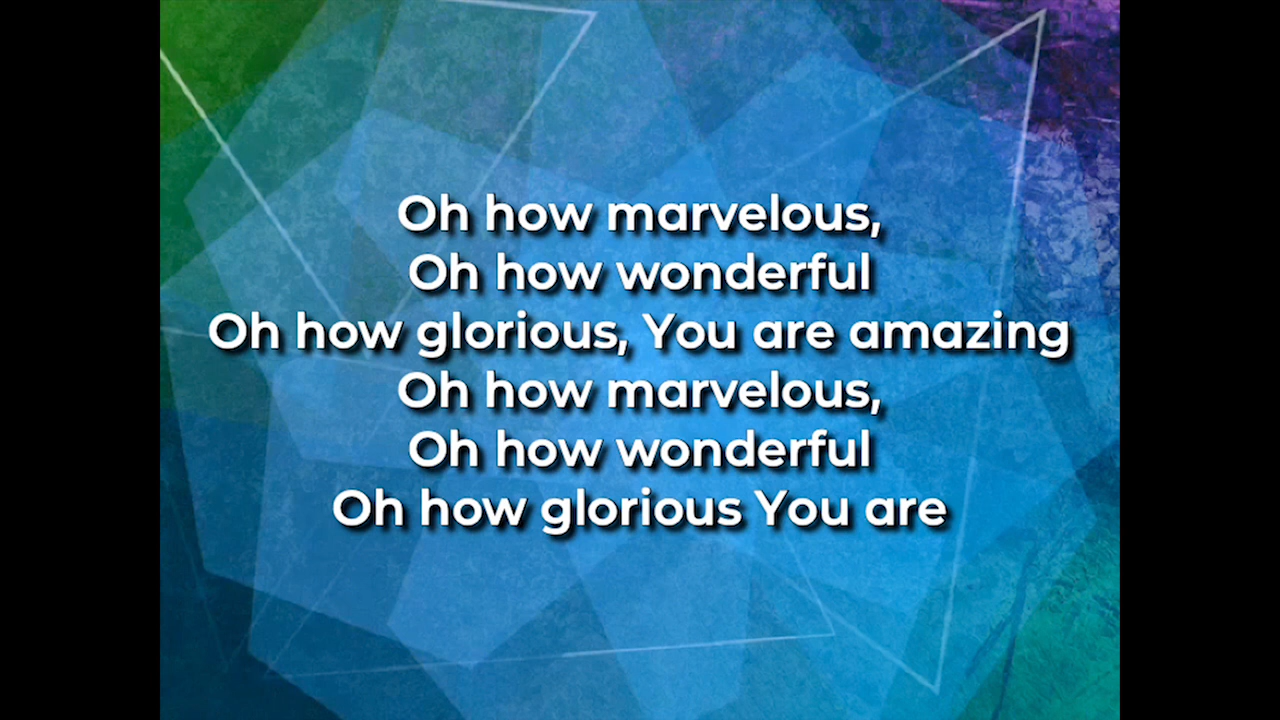 Oh how marvelous,
Oh how wonderful
Oh how glorious, You are amazing
Oh how marvelous,
Oh how wonderful
Oh how glorious You are